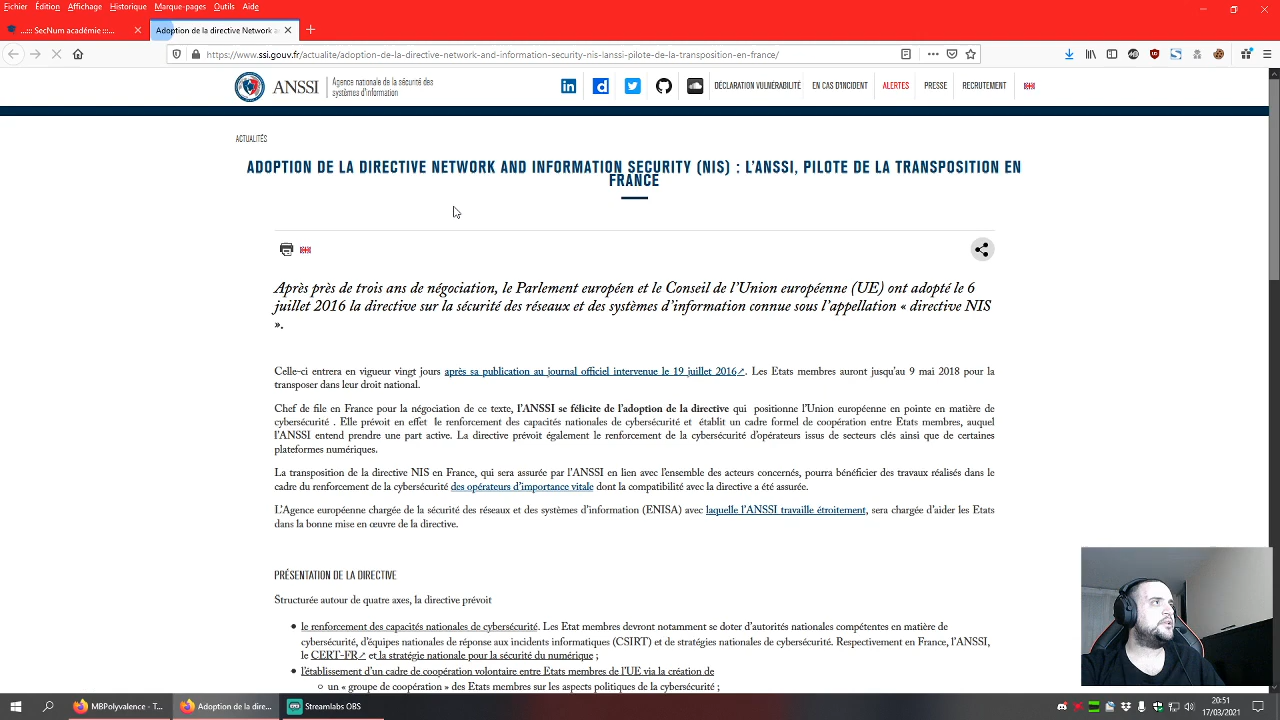 Fichier Édition Affichage Historique Marque-pages Outils Aide
...::: SecNum académie :::...
Adoption de la directive Network a
https://www.ssi.gouv.fr/actualite/adoption-de-la-directive-network-and-information-security-nis-lanssi-pilote-de-la-transposition-en-france/
ANSSI
Agence nationale de la sécurité des
systèmes d'information
DÉCLARATION VULNÉRABILITÉ EN CAS D'INCIDENT ALERTES PRESSE RECRUTEMENT
ACTUALITÉS
ADOPTION DE LA DIRECTIVE NETWORK AND INFORMATION SECURITY (NIS) : L'ANSSI, PILOTE DE LA TRANSPOSITION EN
FRANCE
Après près de trois ans de négociation, le Parlement européen et le Conseil de l'Union européenne (UE) ont adopté le 6
juillet 2016 la directive sur la sécurité des réseaux et des systèmes d'information connue sous l'appellation « directive NIS
».
Celle-ci entrera en vigueur vingt jours après sa publication au journal officiel intervenue le 19 juillet 2016. Les Etats membres auront jusqu'au 9 mai 2018 pour la
transposer dans leur droit national.
Chef de file en France pour la négociation de ce texte, l'ANSSI se félicite de l'adoption de la directive qui positionne l'Union européenne en pointe en matière de
cybersécurité . Elle prévoit en effet le renforcement des capacités nationales de cybersécurité et établit un cadre formel de coopération entre Etats membres, auquel
l'ANSSI entend prendre une part active. La directive prévoit également le renforcement de la cybersécurité d'opérateurs issus de secteurs clés ainsi que de certaines
plateformes numériques.
La transposition de la directive NIS en France, qui sera assurée par l'ANSSI en lien avec l'ensemble des acteurs concernés, pourra bénéficier des travaux réalisés dans le
cadre du renforcement de la cybersécurité des opérateurs d'importance vitale dont la compatibilité avec la directive a été assurée.
L'Agence européenne chargée de la sécurité des réseaux et des systèmes d'information (ENISA) avec laquelle l'ANSSI travaille étroitement, sera chargée d'aider les Etats
dans la bonne mise en œuvre de la directive.
PRÉSENTATION DE LA DIRECTIVE
Structurée autour de quatre axes, la directive prévoit
le renforcement des capacités nationales de cybersécurité. Les Etat membres devront notamment se doter d'autorités nationales compétentes en matière de
cybersécurité, d'équipes nationales de réponse aux incidents informatiques (CSIRT) et de stratégies nationales de cybersécurité. Respectivement en France, l'ANSSI,
le CERT-FR et la stratégie nationale pour la sécurité du numérique ;
l'établissement d'un cadre de coopération volontaire entre Etats membres de l'UE via la création de
un « groupe de coopération » des Etats membres sur les aspects politiques de la cybersécurité ;
MBPolyvalence - T...
Adoption de la dire...
Streamlabs OBS
20:51
17/03/2021